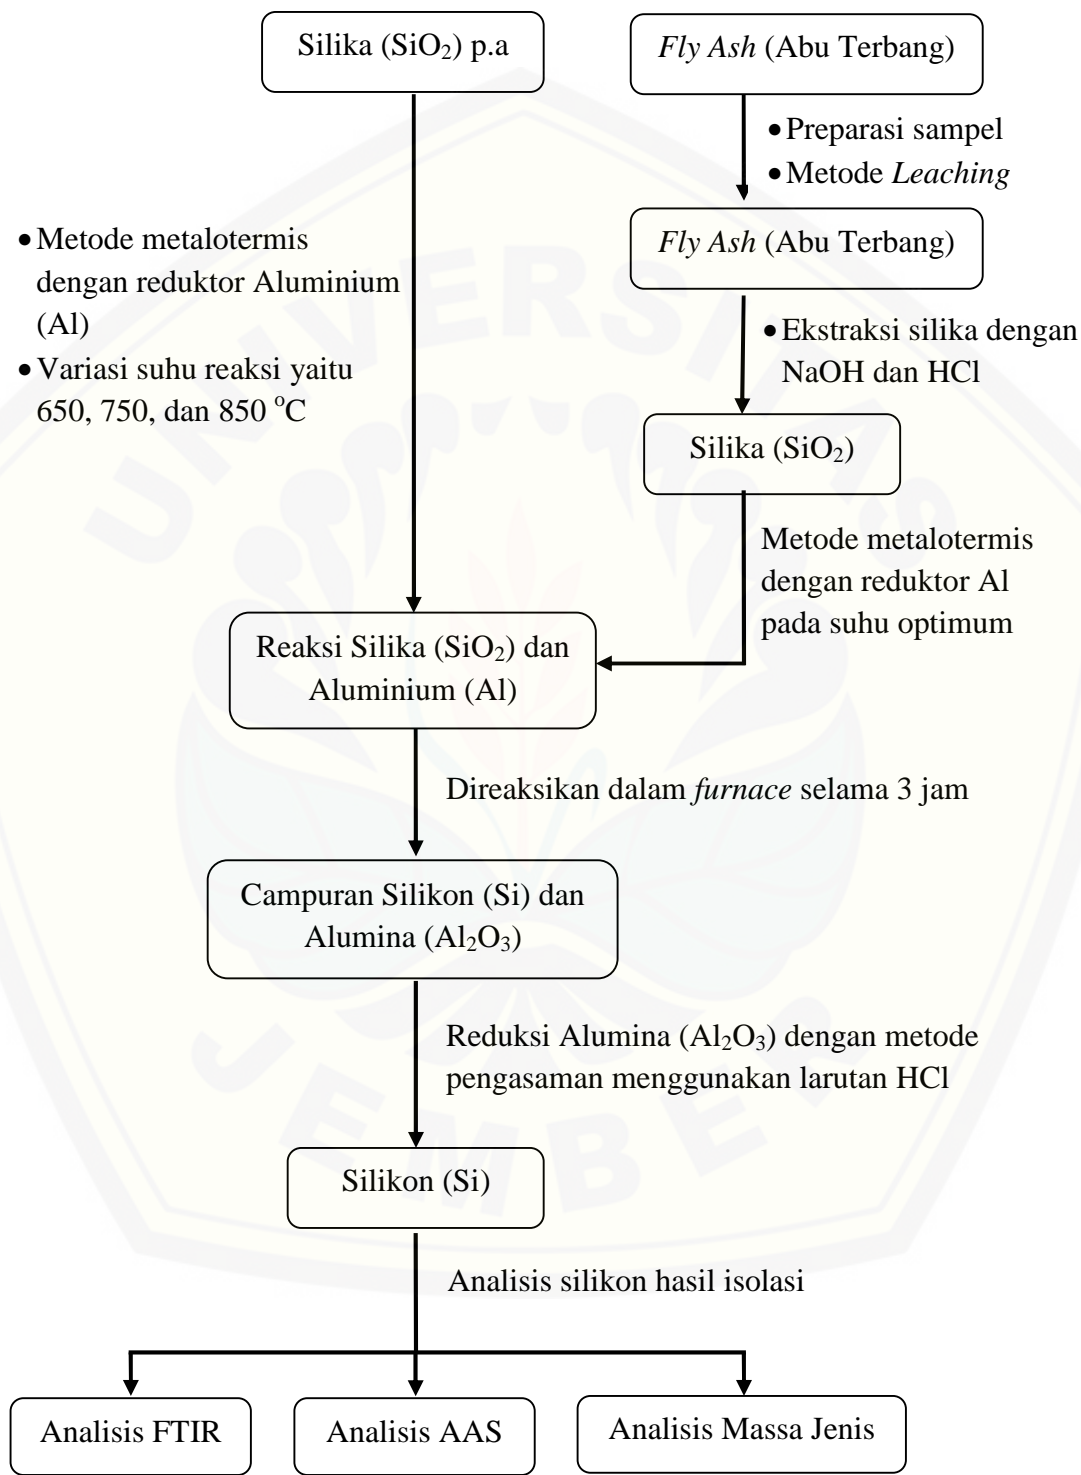 Silika (SiO₂) p.a
Fly Ash (Abu Terbang)
• Preparasi sampel
• Metode Leaching
Fly Ash (Abu Terbang)
• Metode metalotermis
dengan reduktor Aluminium
(Al)
• Variasi suhu reaksi yaitu
650, 750, dan 850 °C
• Ekstraksi silika dengan
NaOH dan HCl
Silika (SiO₂)
Metode metalotermis
dengan reduktor Al
pada suhu optimum
Reaksi Silika (SiO₂) dan
Aluminium (Al)
Direaksikan dalam furnace selama 3 jam
Campuran Silikon (Si) dan
Alumina (Al₂O₃)
Reduksi Alumina (Al₂O₃) dengan metode
pengasaman menggunakan larutan HCl
Silikon (Si)
Analisis silikon hasil isolasi
Analisis FTIR
Analisis AAS
Analisis Massa Jenis
UNIVERSITAS
JEMBER